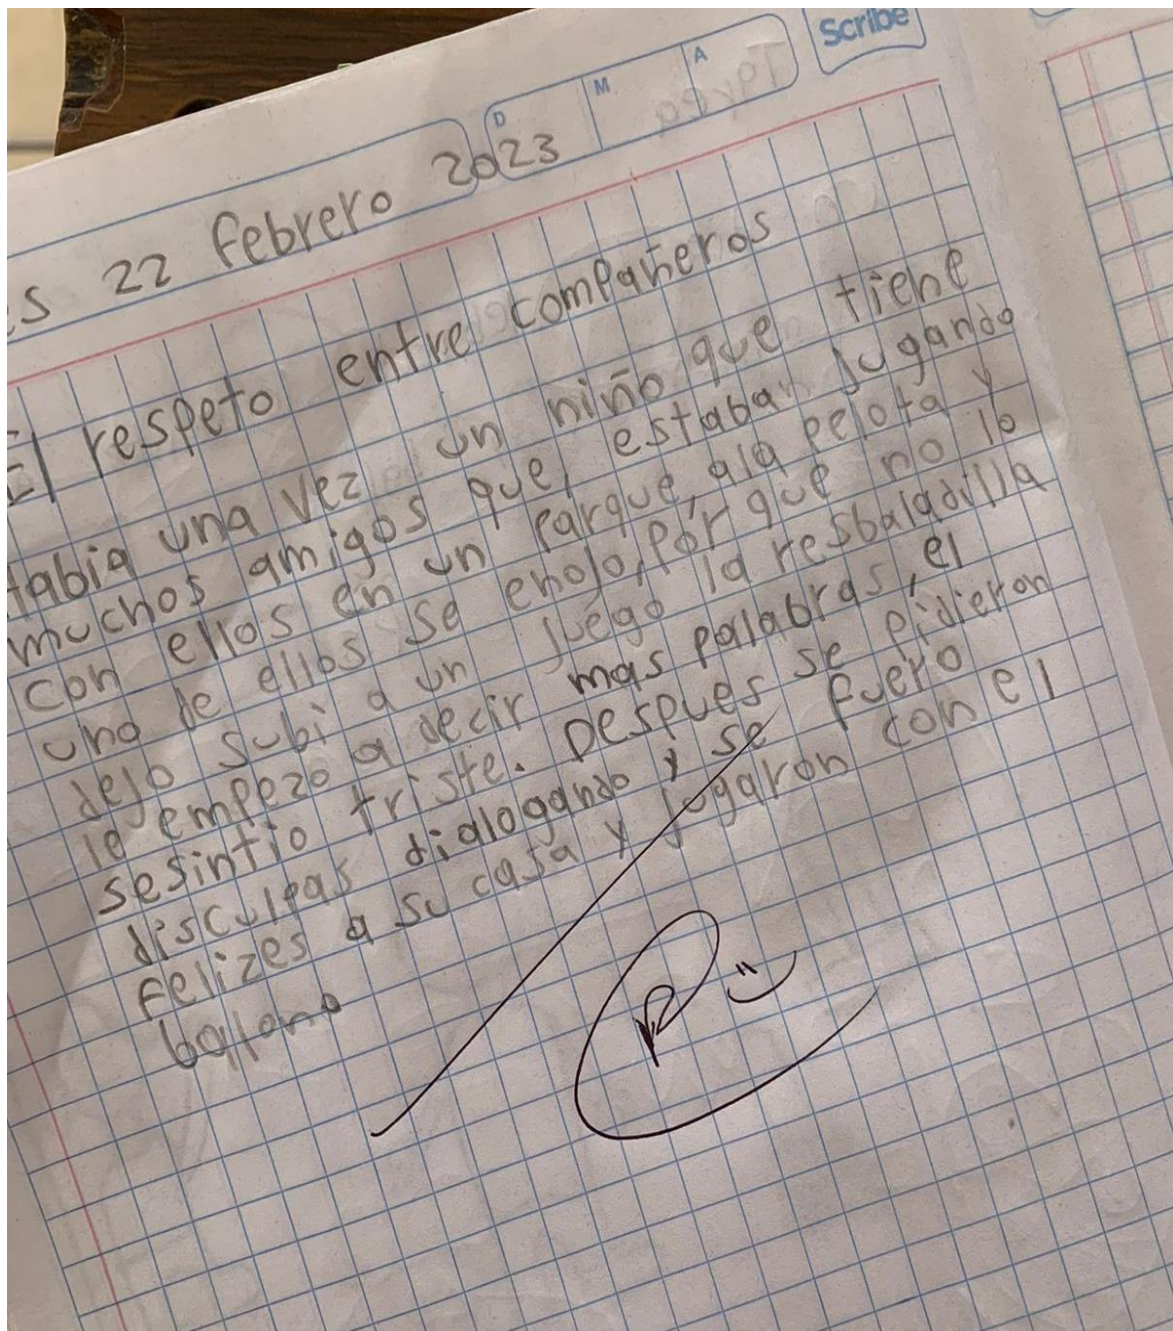 Scribe
D M A
s 22 febrero 2023
El respeto entre compañeros
Habia una vez un niño que tiene
muchos amigos que, estaban jugando
con ellos en un parque, ala pelota y
uno de ellos se enojo, por que no lo
dejo subi a un juego la resbaladilla
le empezo a decir mas palabras, el
sesintio triste. Despues se pidieron
disculpas dialogando y se fuero
felizes a su casa y jugaron con el
balon